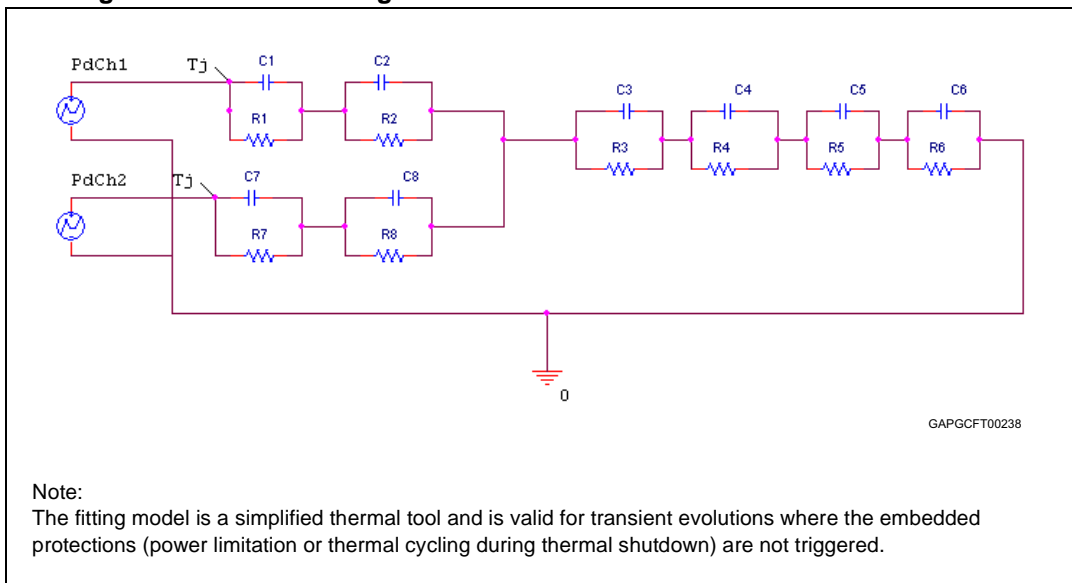 PdCh1 Tj C1 C2
R1 R2
C3 C4 C5 C6
R3 R4 R5 R6
PdCh2 Tj C7 C8
R7 R8
0
GAPGCFT00238
Note:
The fitting model is a simplified thermal tool and is valid for transient evolutions where the embedded
protections (power limitation or thermal cycling during thermal shutdown) are not triggered.